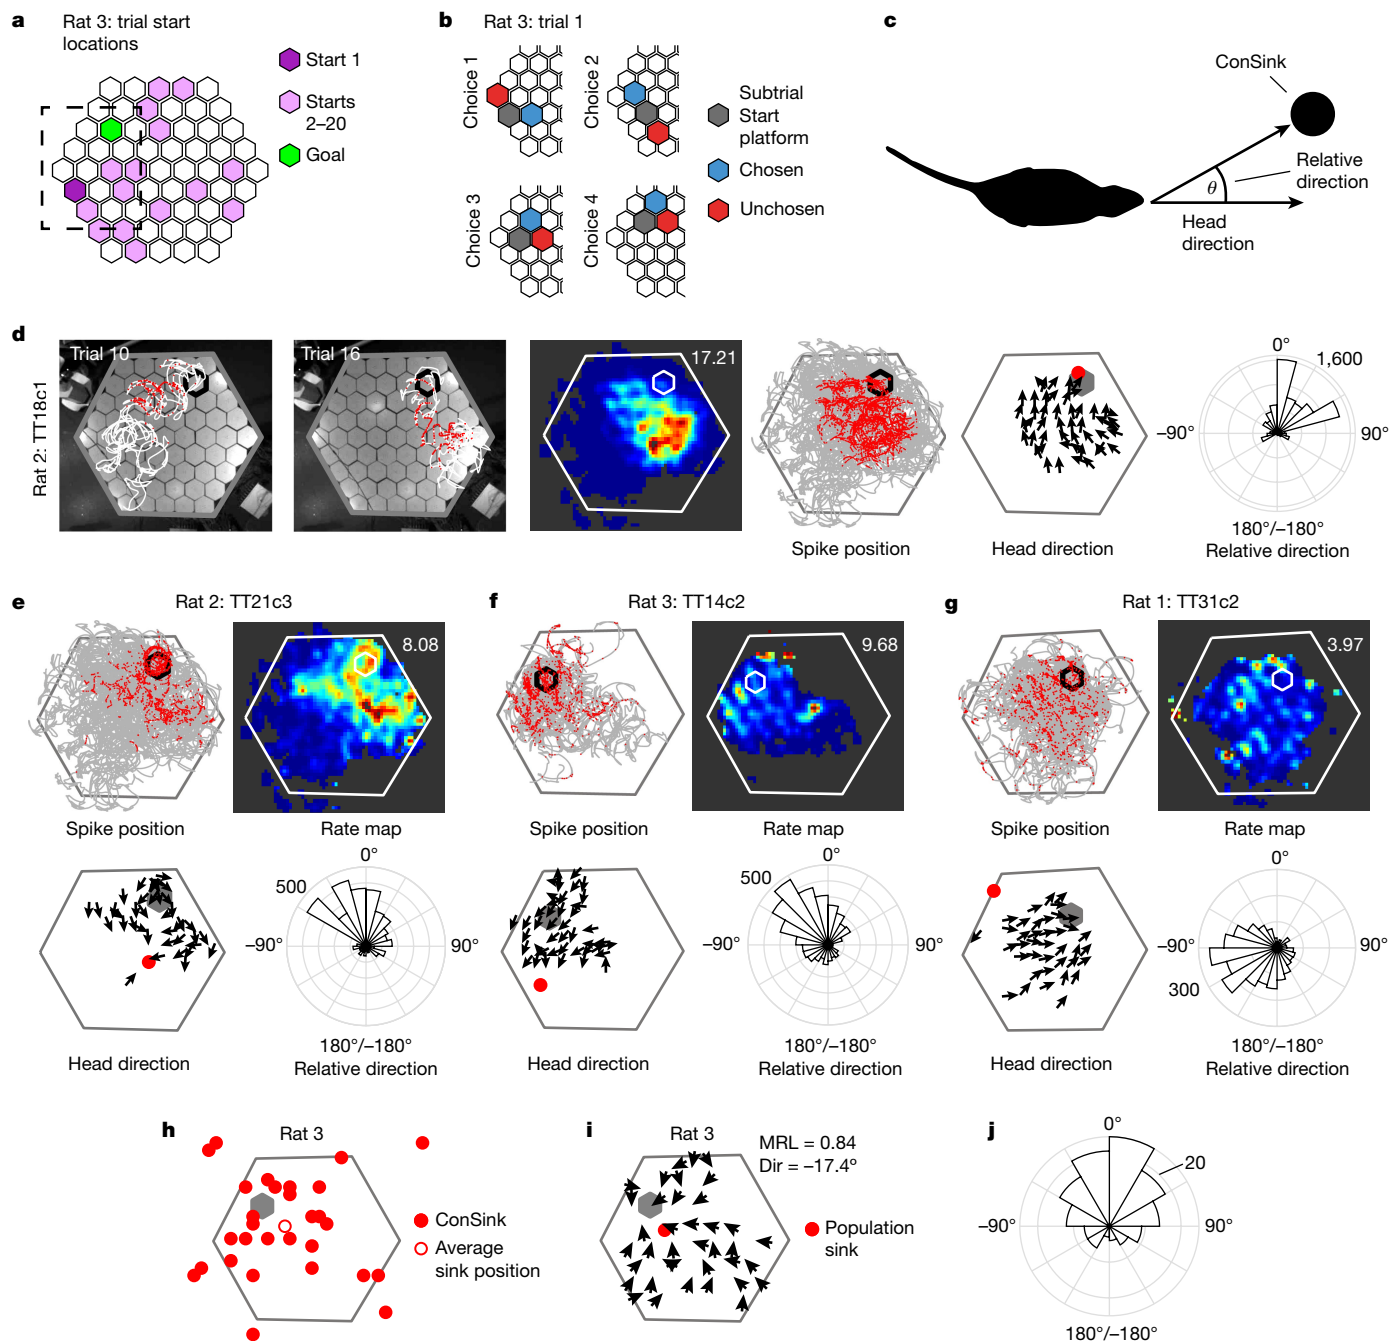 a
Rat 3: trial start
locations
Start 1
Starts
2–20
Goal
b
Rat 3: trial 1
Choice 1
Choice 2
Choice 3
Choice 4
Subtrial
Start
platform
Chosen
Unchosen
c
ConSink
Relative
direction
θ
Head
direction
d
Rat 2: TT18c1
Trial 10
Trial 16
17.21
Spike position
Head direction
0°
1,600
–90°
90°
180°/–180°
Relative direction
e
Rat 2: TT21c3
8.08
Spike position
Rate map
0°
500
–90°
90°
180°/–180°
Head direction
Relative direction
f
Rat 3: TT14c2
9.68
Spike position
Rate map
0°
500
–90°
90°
180°/–180°
Head direction
Relative direction
g
Rat 1: TT31c2
3.97
Spike position
Rate map
0°
–90°
90°
300
180°/–180°
Head direction
Relative direction
h
Rat 3
ConSink
Average
sink position
i
Rat 3
MRL = 0.84
Dir = –17.4º
Population
sink
j
0°
20
–90°
90°
180°/–180°